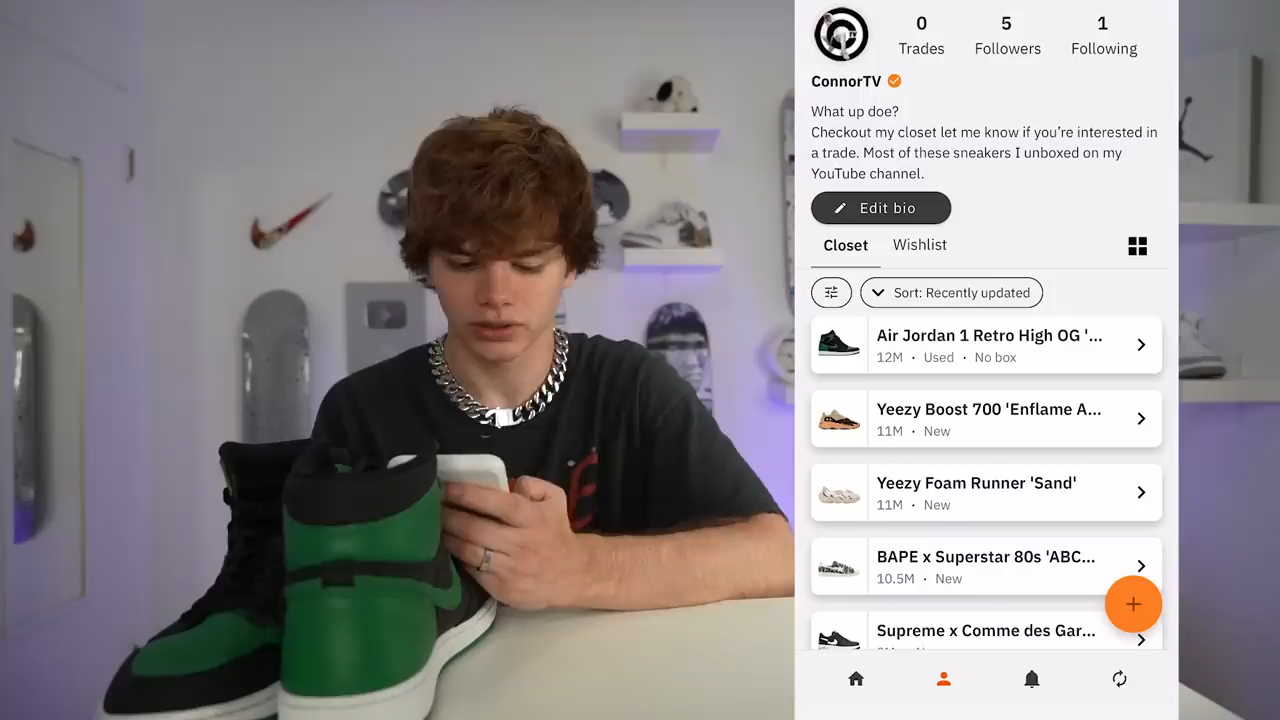 0 5 1
Trades Followers Following
ConnorTV
What up doe?
Checkout my closet let me know if you're interested in
a trade. Most of these sneakers I unboxed on my
YouTube channel.
Edit bio
Closet Wishlist
Sort: Recently updated
Air Jordan 1 Retro High OG '...
12M • Used • No box
Yeezy Boost 700 'Enflame A...
11M • New
Yeezy Foam Runner 'Sand'
11M • New
BAPE x Superstar 80s 'ABC...
10.5M • New
Supreme x Comme des Gar...